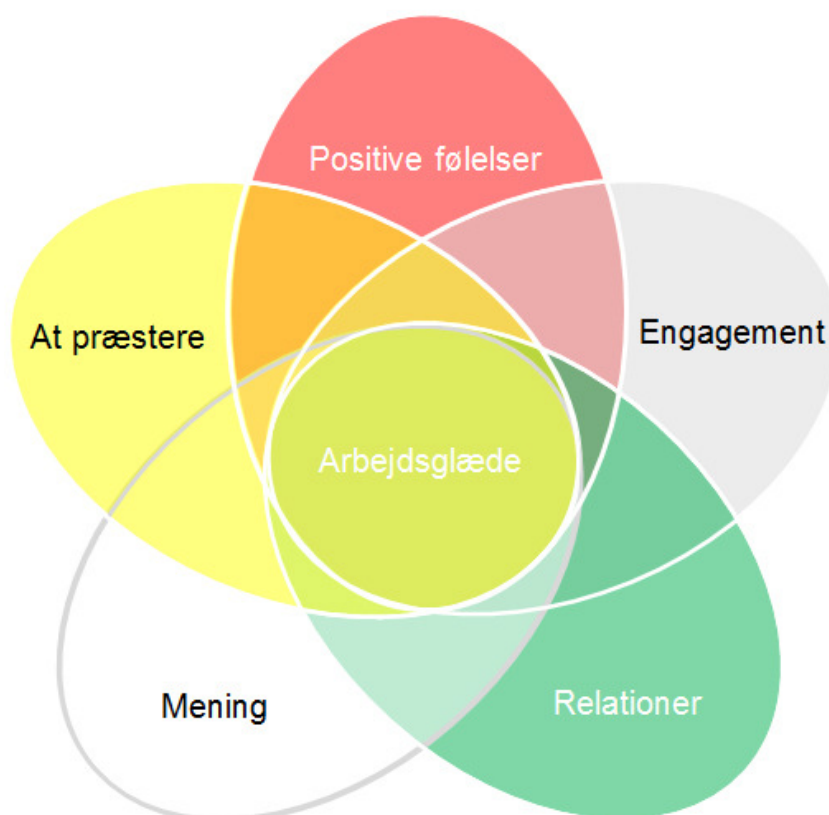 Positive følelser
At præstere
Engagement
Arbejdsglæde
Mening
Relationer